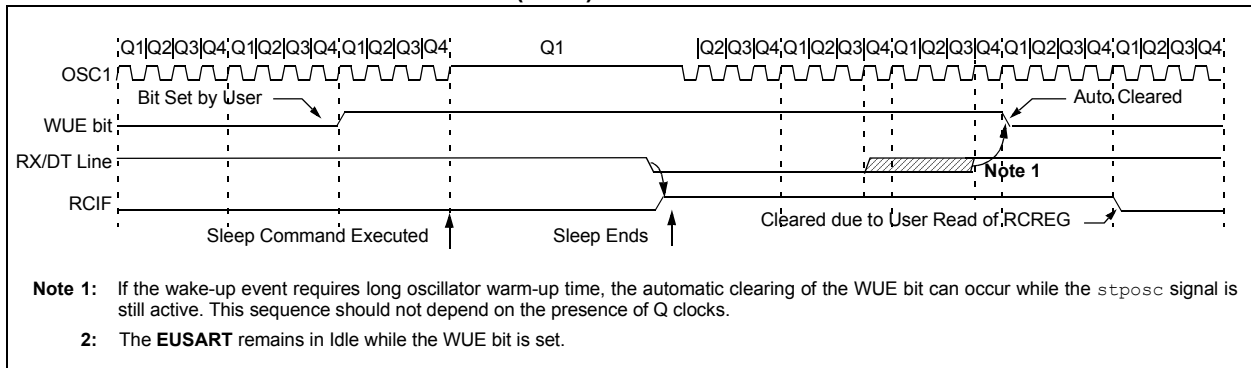 Q1|Q2|Q3|Q4 Q1|Q2|Q3|Q4 Q1|Q2|Q3|Q4 Q1 |Q2|Q3|Q4 Q1|Q2|Q3|Q4 Q1|Q2|Q3|Q4 Q1|Q2|Q3|Q4 Q1|Q2|Q3|Q4
OSC1
Bit Set by User Auto Cleared
WUE bit
RX/DT Line
Note 1
RCIF
Cleared due to User Read of RCREG
Sleep Command Executed Sleep Ends
Note 1: If the wake-up event requires long oscillator warm-up time, the automatic clearing of the WUE bit can occur while the stposc signal is
still active. This sequence should not depend on the presence of Q clocks.
2: The EUSART remains in Idle while the WUE bit is set.